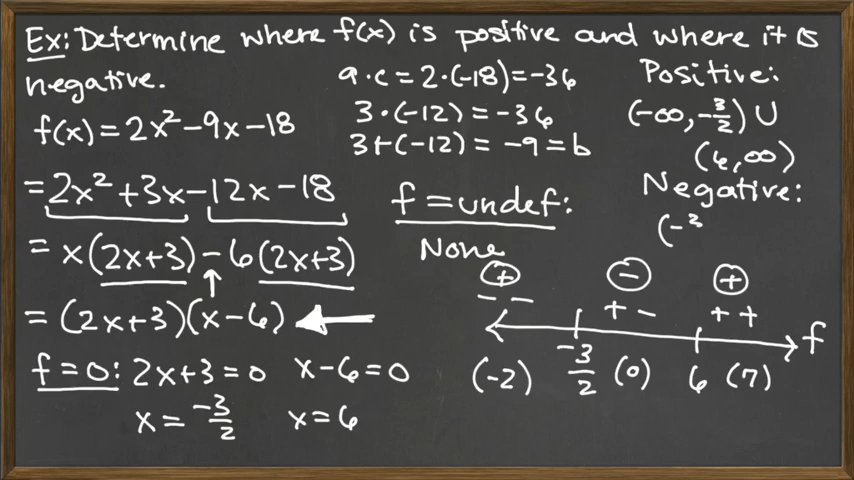 Ex: Determine where f(x) is positive and where it is
negative.
f(x) = 2x² - 9x - 18
= 2x² + 3x - 12x - 18
= x(2x+3) - 6(2x+3)
= (2x+3)(x-6)
f = 0: 2x+3=0 x-6=0
x = -3/2 x = 6
a·c = 2·(-18) = -36
3·(-12) = -36
3+(-12) = -9 = b
f = undef:
None
Positive:
(-∞, -3/2) ∪
(6, ∞)
Negative:
(-3
+ - +
- - + - + +
f
-3/2 6
(-2) (0) (7)